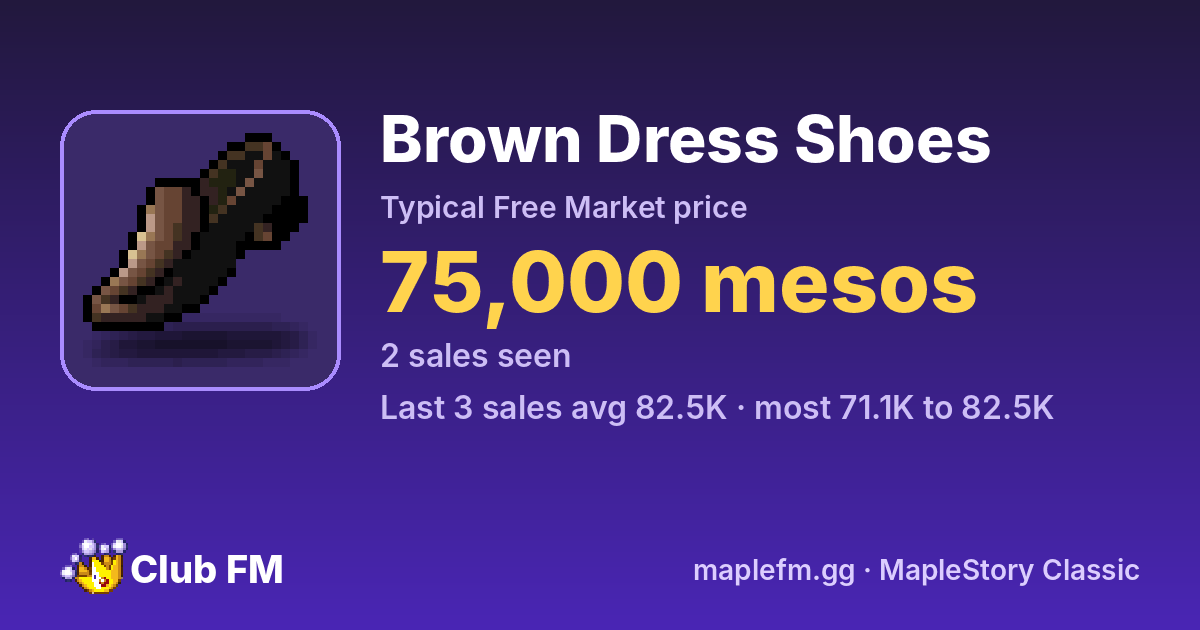 Brown Dress Shoes
Typical Free Market price
75,000 mesos
2 sales seen
Last 3 sales avg 82.5K · most 71.1K to 82.5K
Club FM
maplefm.gg · MapleStory Classic